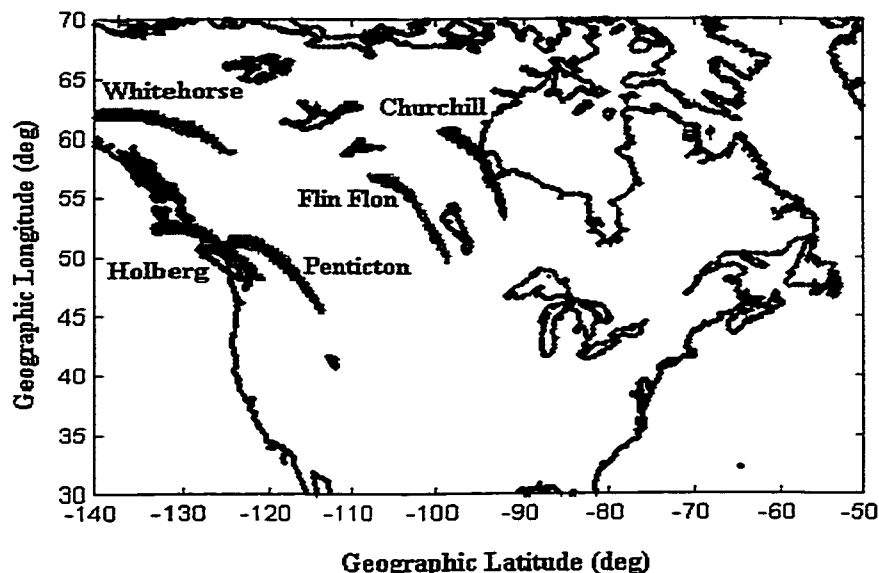 70
65
60
55
50
45
40
35
30
Geographic Longitude (deg)
Whitehorse
Churchill
Flin Flon
Holberg
Penticton
-140 -130 -120 -110 -100 -90 -80 -70 -60 -50
Geographic Latitude (deg)